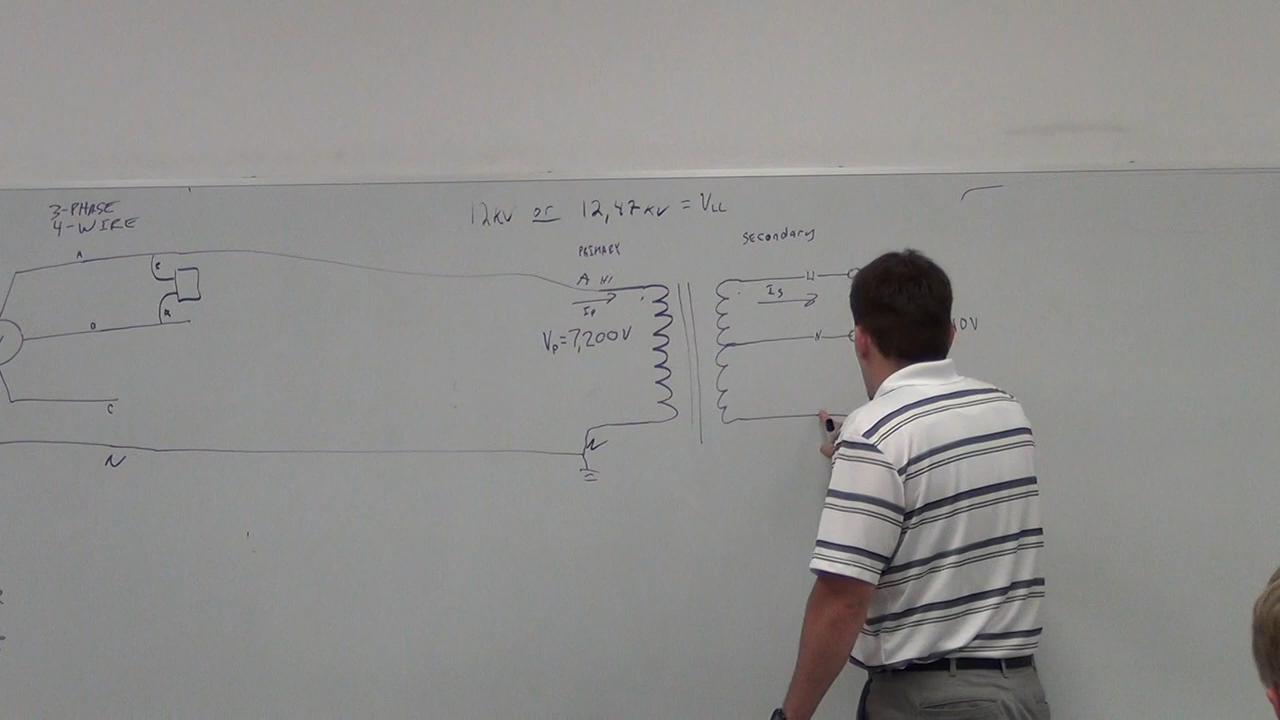 3-PHASE
4-WIRE
12KV or 12,47KV = VLL
PRIMARY
Secondary
A
A H1
IP
VP=7,200V
Is
N
N
C
N
N